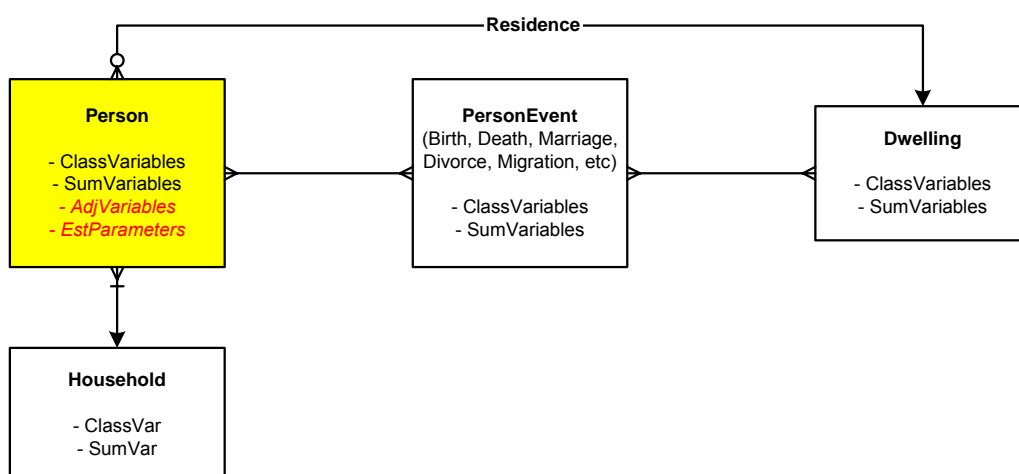 Residence
Person
- ClassVariables
- SumVariables
- AdjVariables
- EstParameters
PersonEvent
(Birth, Death, Marriage,
Divorce, Migration, etc)
- ClassVariables
- SumVariables
Dwelling
- ClassVariables
- SumVariables
Household
- ClassVar
- SumVar